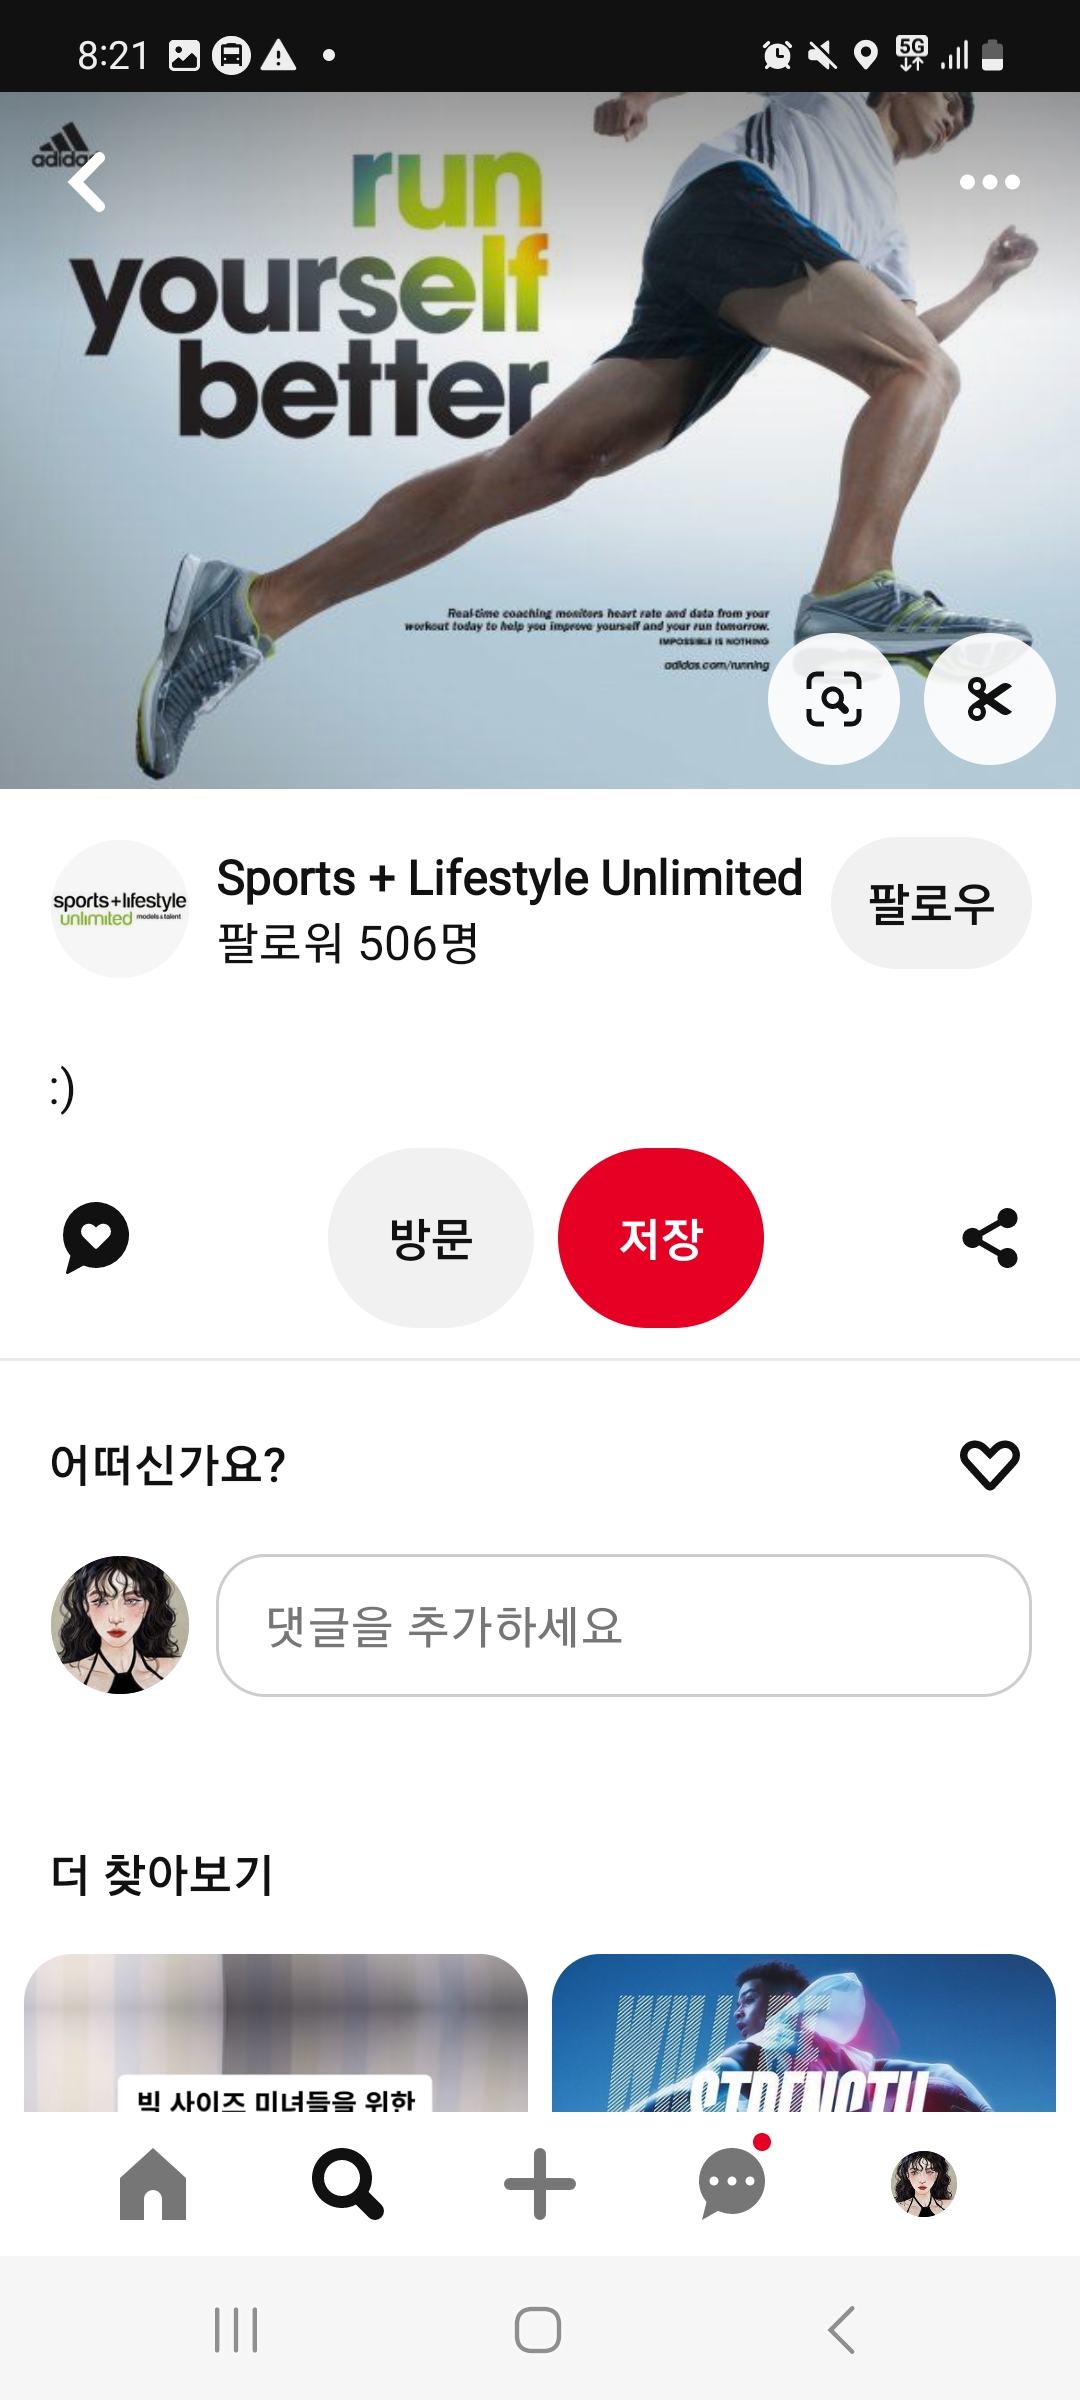 8:21
5G
adidas
run
yourself
better
Real-time coaching monitors heart rate and data from your
workout today to help you improve yourself and your run tomorrow.
IMPOSSIBLE IS NOTHING
adidas.com/running
sports+lifestyle
unlimited models & talent
Sports + Lifestyle Unlimited
팔로워 506명
팔로우
:)
방문
저장
어떠신가요?
댓글을 추가하세요
더 찾아보기
빅 사이즈 미녀들을 위한
STRENGTH